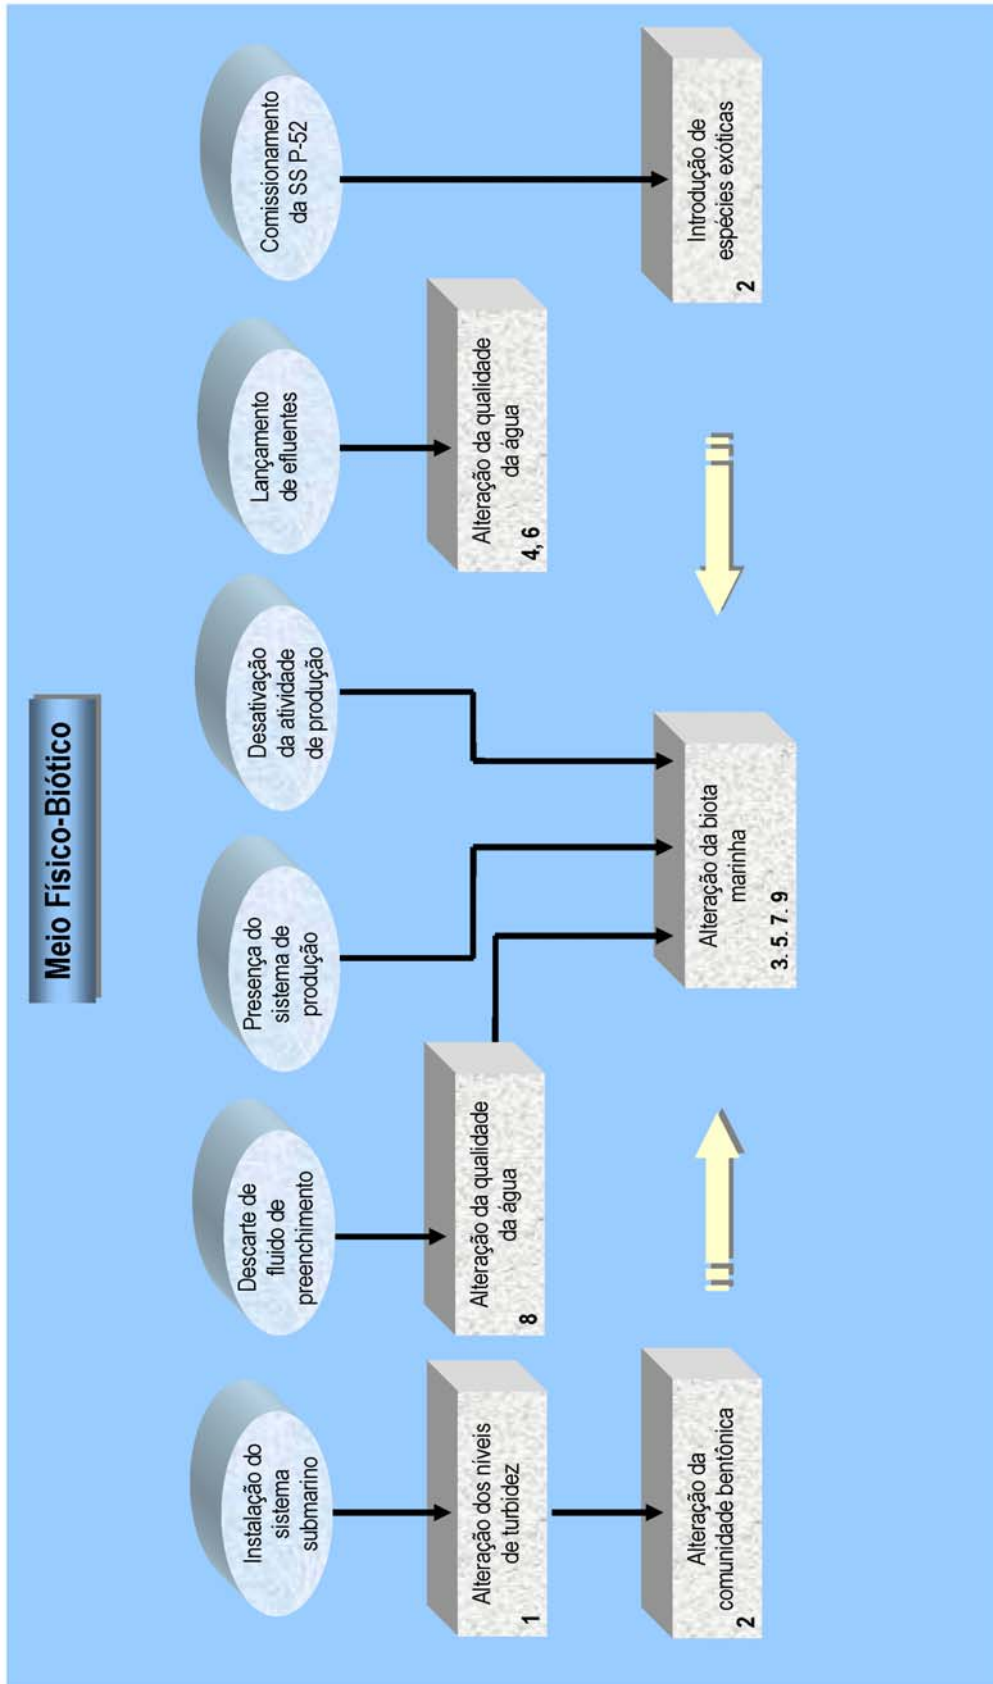 Meio Físico-Biótico
Instalação do
sistema
submarino
Descarte de
fluido de
preenchimento
Presença do
sistema de
produção
Desativação
da atividade
de produção
Lançamento
de efluentes
Comissionamento
da SS P-52
Alteração dos níveis
de turbidez
1
Alteração da qualidade
da água
8
Alteração da qualidade
da água
4, 6
Alteração da
comunidade bentônica
2
Alteração da biota
marinha
3. 5. 7. 9
Introdução de
espécies exóticas
2